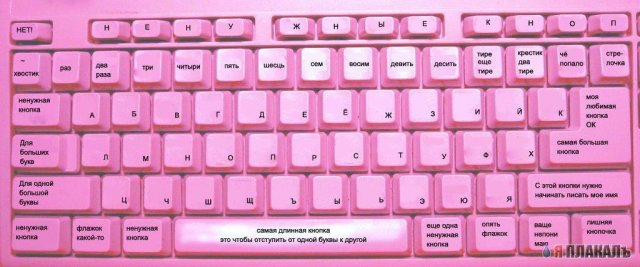 НЕТ! Н Е Н У Ж Н Ы Е К Н О П
~
хвостик
раз
два
раза
три
читыри
пять
шесць
сем
восим
девить
десить
тире
еще
тире
крестик
два
тире
чё
попало
стре-
лочка
ненужная
кнопка
А Б В Г Д Е Ё Ж З И Й К
моя
любимая
кнопка
ОК
Для
больших
букв
Л М Н О П Р С Т У Ф Х
самая большая
кнопка
Для одной
большой
буквы
Ц Ч Ш Щ Ъ Ы Ь Э Ю Я
С этой кнопки нужно
начинать писать мое имя
ненужная
кнопка
флажок
какой-то
ненужная
кнопка
самая длинная кнопка
это чтобы отступить от одной буквы к другой
еще одна
ненужная
кнопка
опять
флажок
ваще
непони
маю
лишняя
кнопочка
Я ПЛАКАЛЪ